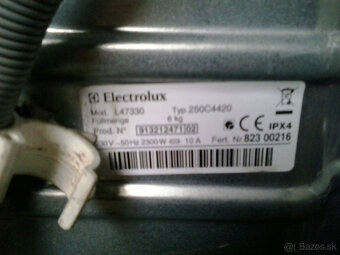 Electrolux
Mod. L47330 Typ.250C4420
Füllmenge 6 kg
Prod. N° 913212471 02
230V ~50Hz 2300 W 10 A
IPX4
Fert. Nr 823 00216
bazos.sk